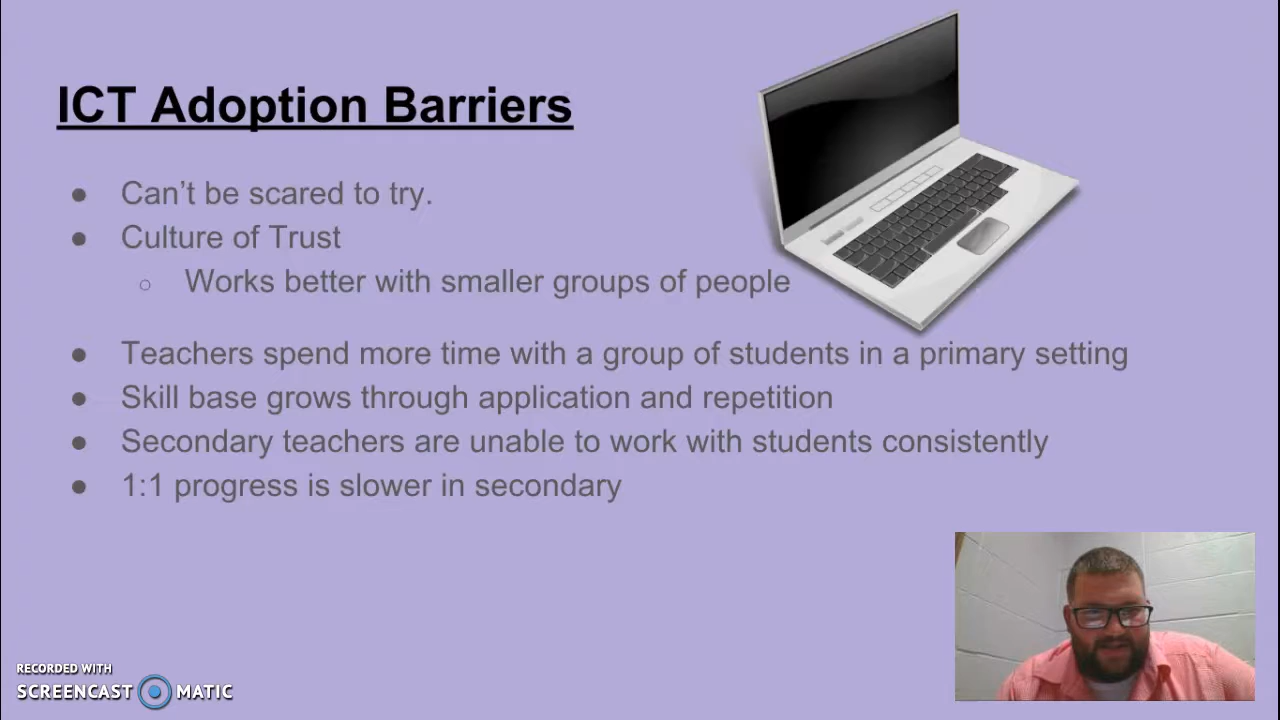 ICT Adoption Barriers
● Can’t be scared to try.
● Culture of Trust
○ Works better with smaller groups of people
● Teachers spend more time with a group of students in a primary setting
● Skill base grows through application and repetition
● Secondary teachers are unable to work with students consistently
● 1:1 progress is slower in secondary
RECORDED WITH
SCREENCAST MATIC